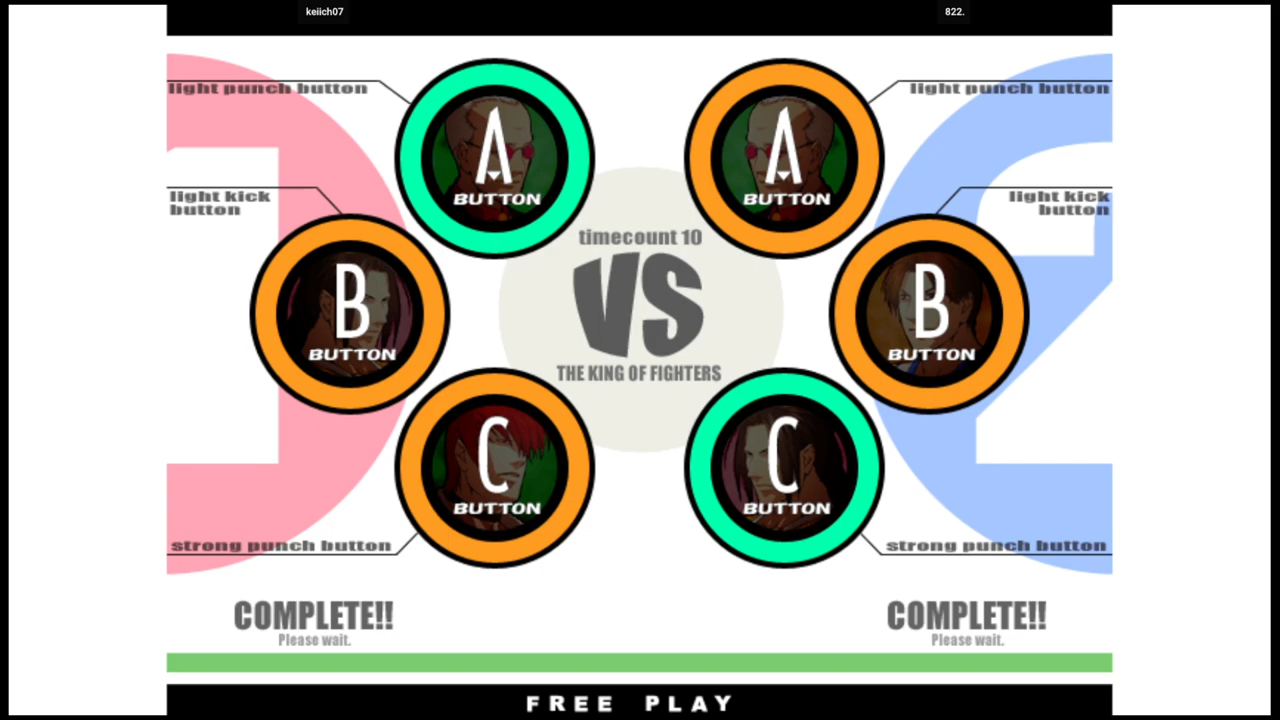 keiich07
822.
light punch button
light punch button
A
BUTTON
A
BUTTON
light kick
button
light kick
button
timecount 10
VS
THE KING OF FIGHTERS
B
BUTTON
B
BUTTON
C
BUTTON
C
BUTTON
strong punch button
strong punch button
COMPLETE!!
Please wait.
COMPLETE!!
Please wait.
FREE PLAY
1
2